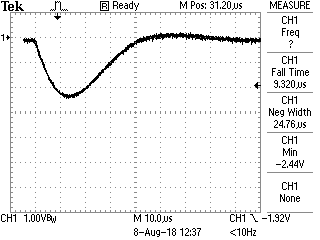 Tek R Ready M Pos: 31.20µs MEASURE
CH1
Freq
?
CH1
Fall Time
9.320µs
CH1
Neg Width
24.76µs
CH1
Min
-2.44V
CH1
None
1
CH1 1.00VBw M 10.0µs CH1 -1.32V
8-Aug-18 12:37 <10Hz